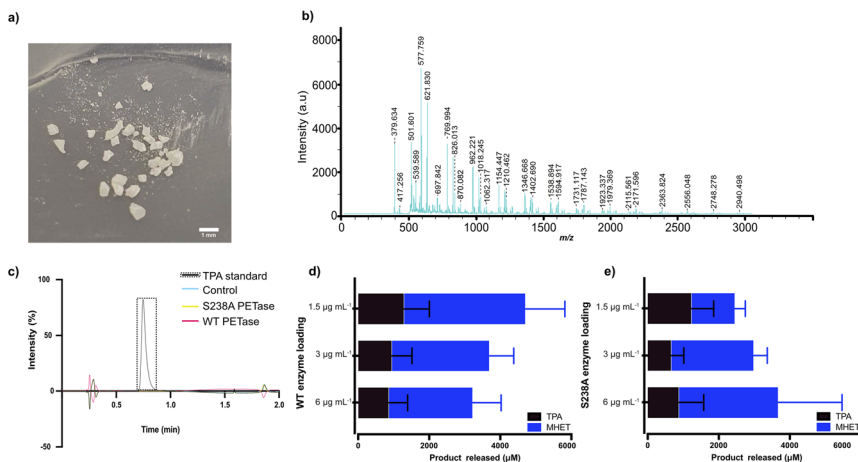 a)
1 mm
b)
Intensity (a.u)
8000
6000
4000
2000
0
379.634
417.256
501.601
539.589
577.759
621.830
697.842
769.994
826.013
870.082
962.221
1018.245
1062.317
1154.447
1210.462
1346.668
1402.690
1538.894
1594.917
1731.117
1787.143
1923.337
1979.369
2115.561
2171.596
2363.824
2556.048
2748.278
2940.498
0 500 1000 1500 2000 2500 3000
m/z
c)
Intensity (%)
100
50
0
-50
0.5 1.0 1.5 2.0
Time (min)
TPA standard
Control
S238A PETase
WT PETase
d)
WT enzyme loading
1.5 µg mL⁻¹
3 µg mL⁻¹
6 µg mL⁻¹
TPA
MHET
0 2000 4000 6000
Product released (µM)
e)
S238A enzyme loading
1.5 µg mL⁻¹
3 µg mL⁻¹
6 µg mL⁻¹
TPA
MHET
0 2000 4000 6000
Product released (µM)